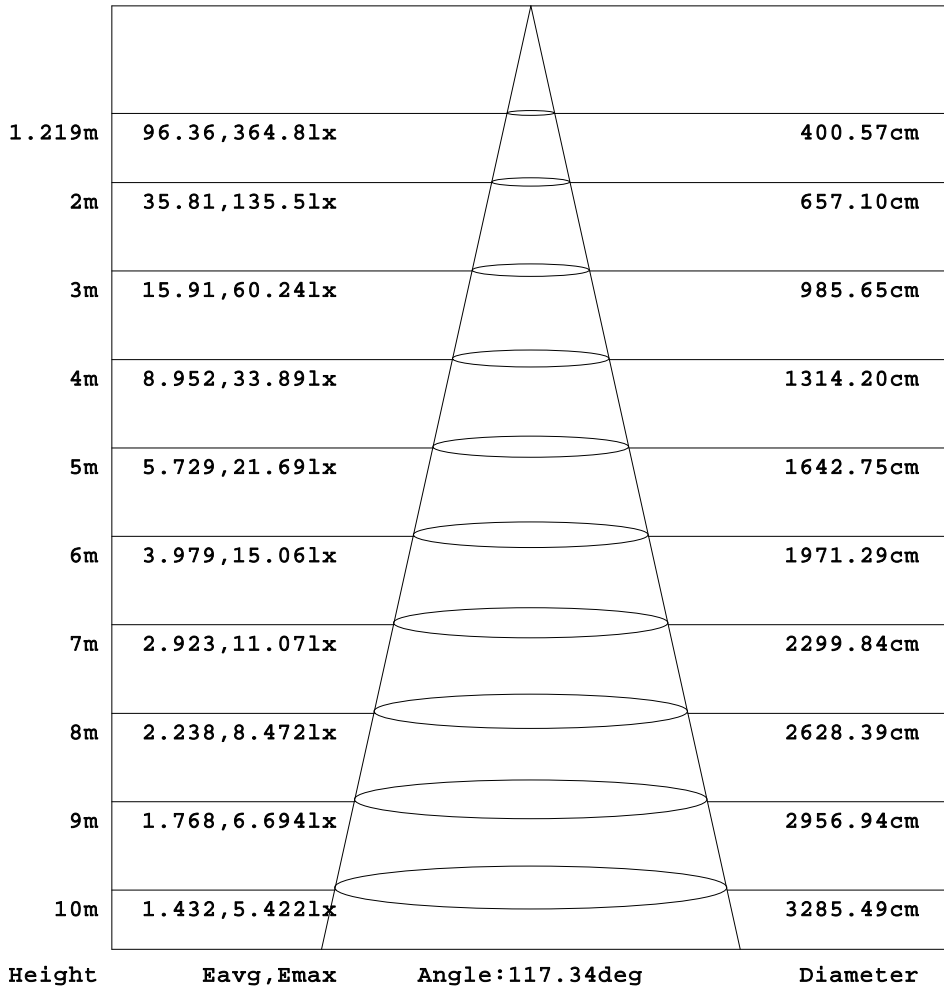 1.219m 96.36,364.8lx 400.57cm
2m 35.81,135.5lx 657.10cm
3m 15.91,60.24lx 985.65cm
4m 8.952,33.89lx 1314.20cm
5m 5.729,21.69lx 1642.75cm
6m 3.979,15.06lx 1971.29cm
7m 2.923,11.07lx 2299.84cm
8m 2.238,8.472lx 2628.39cm
9m 1.768,6.694lx 2956.94cm
10m 1.432,5.422lx 3285.49cm
Height Eavg,Emax Angle:117.34deg Diameter